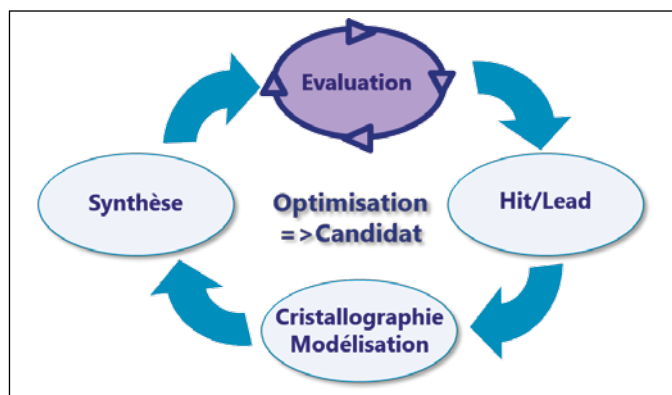 Evaluation
Synthèse
Optimisation
=>Candidat
Hit/Lead
Cristallographie
Modélisation